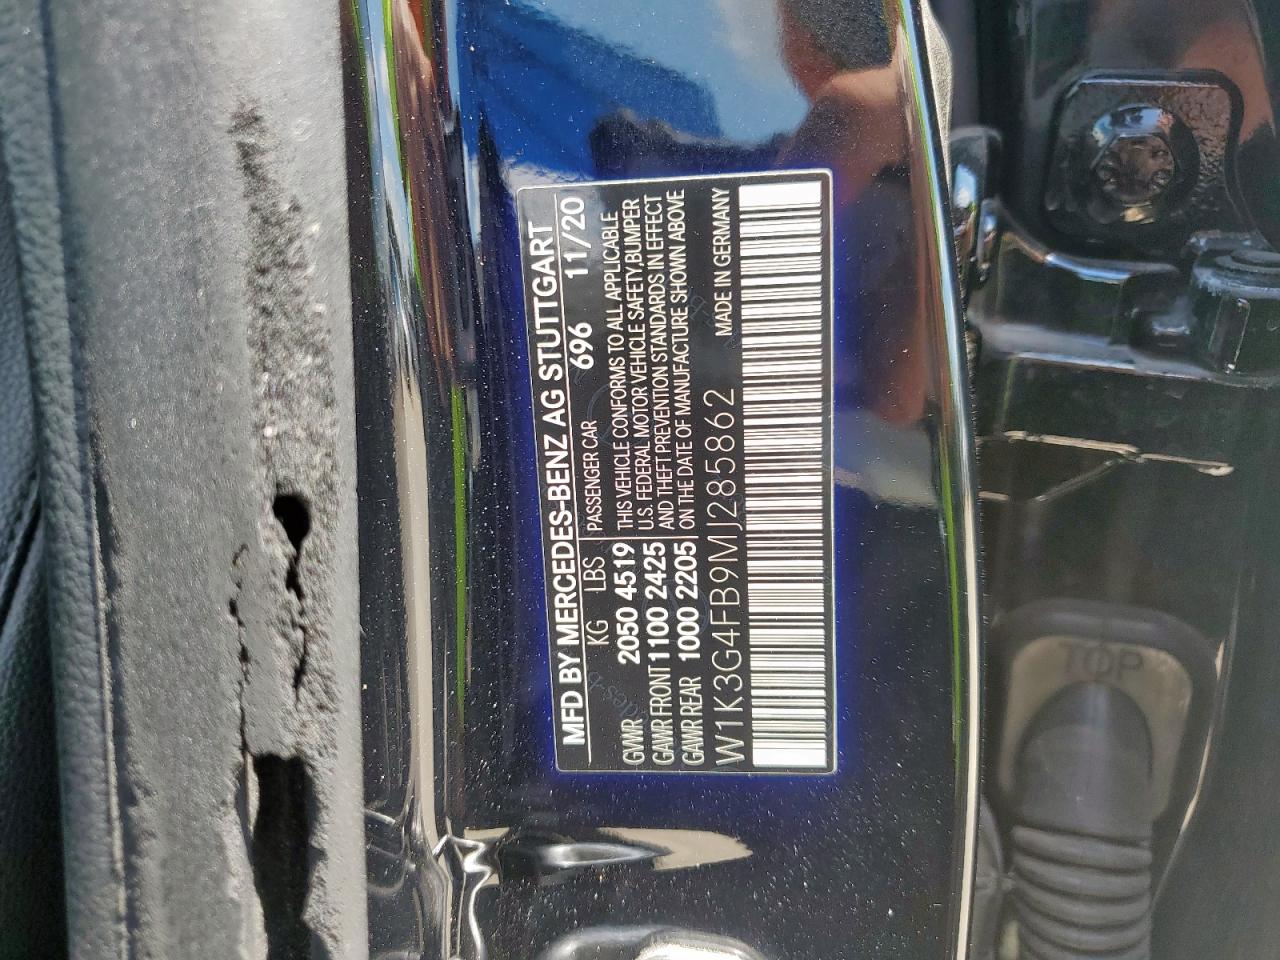 MFD BY MERCEDES-BENZ AG STUTTGART
KG LBS PASSENGER CAR 696 11/20
GVWR 2050 4519 THIS VEHICLE CONFORMS TO ALL APPLICABLE
U.S. FEDERAL MOTOR VEHICLE SAFETY,BUMPER
GAWR FRONT 1100 2425 AND THEFT PREVENTION STANDARDS IN EFFECT
GAWR REAR 1000 2205 ON THE DATE OF MANUFACTURE SHOWN ABOVE
W1K3G4FB9MJ285862 MADE IN GERMANY
TOP